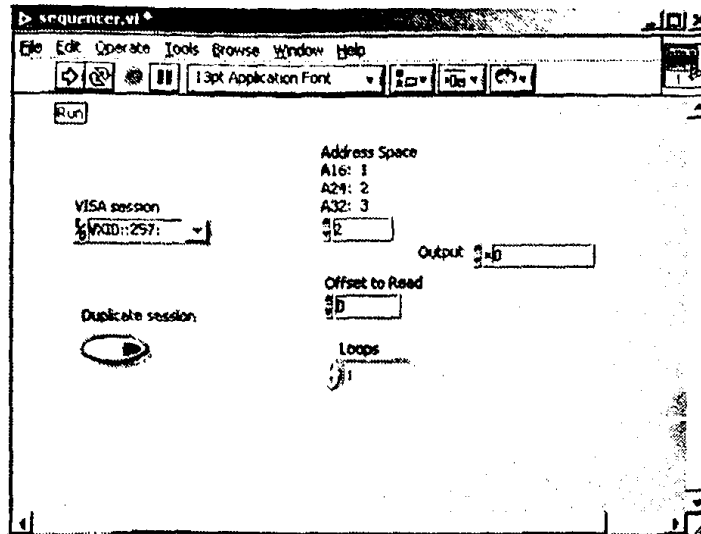 sequencer.vi *
File Edit Operate Tools Browse Window Help
13pt Application Font
1
Run
Address Space
A16: 1
A24: 2
A32: 3
2
VISA session
VXI0::257:
Output
0
Offset to Read
0
Duplicate session
Loops
1